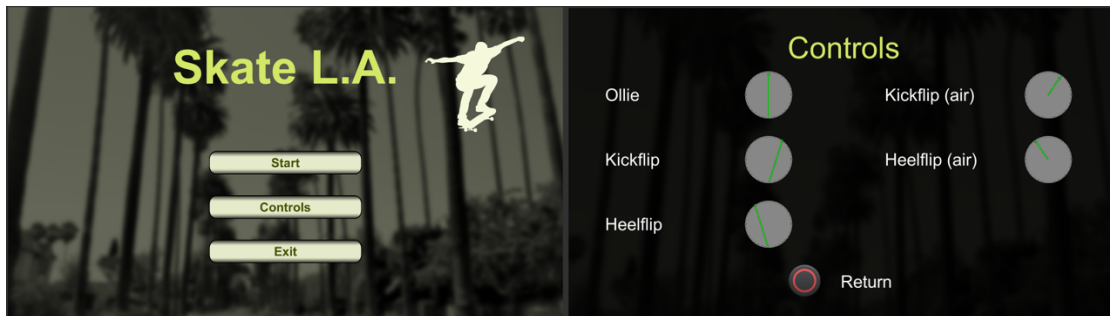 Skate L.A.
Start
Controls
Exit
Controls
Ollie
Kickflip (air)
Kickflip
Heelflip (air)
Heelflip
Return